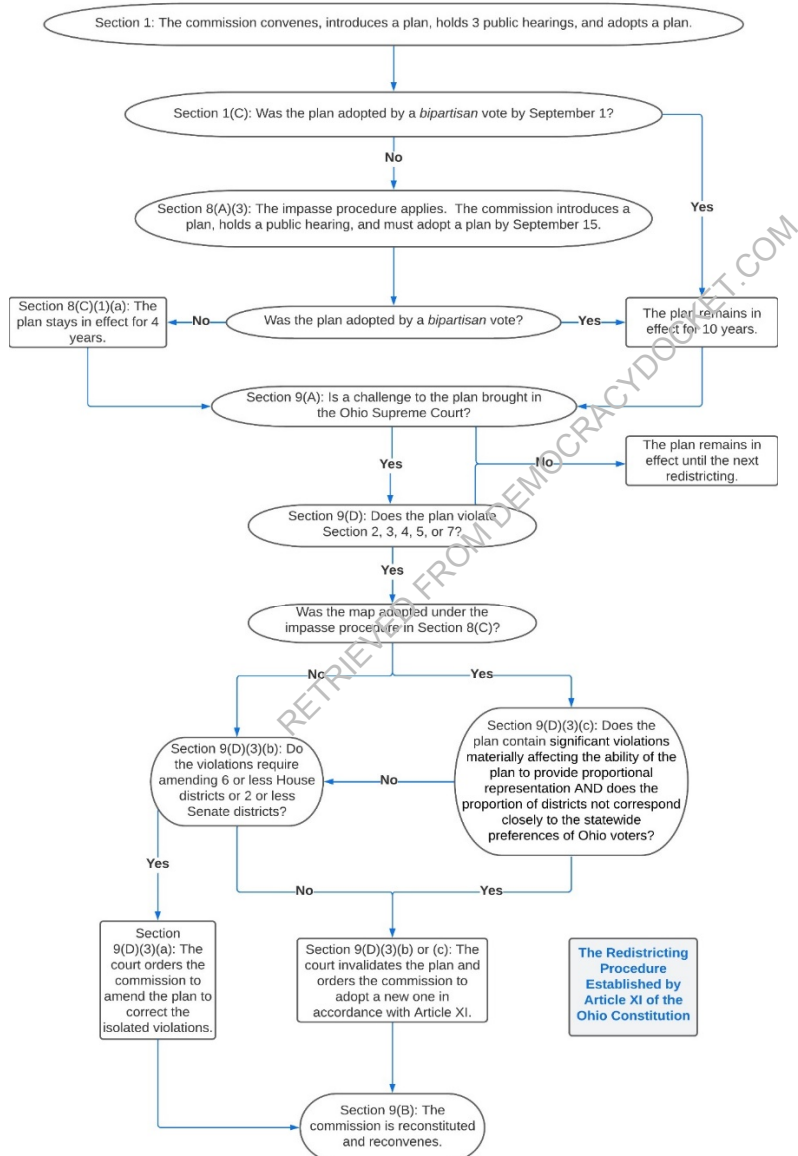 Section 1: The commission convenes, introduces a plan, holds 3 public hearings, and adopts a plan.
Section 1(C): Was the plan adopted by a bipartisan vote by September 1?
No
Yes
Section 8(A)(3): The impasse procedure applies. The commission introduces a
plan, holds a public hearing, and must adopt a plan by September 15.
Section 8(C)(1)(a): The
plan stays in effect for 4
years.
No
Was the plan adopted by a bipartisan vote?
Yes
The plan remains in
effect for 10 years.
Section 9(A): Is a challenge to the plan brought in
the Ohio Supreme Court?
Yes
No
The plan remains in
effect until the next
redistricting.
Section 9(D): Does the plan violate
Section 2, 3, 4, 5, or 7?
Yes
Was the map adopted under the
impasse procedure in Section 8(C)?
No
Yes
Section 9(D)(3)(b): Do
the violations require
amending 6 or less House
districts or 2 or less
Senate districts?
No
Section 9(D)(3)(c): Does the
plan contain significant violations
materially affecting the ability of the
plan to provide proportional
representation AND does the
proportion of districts not correspond
closely to the statewide
preferences of Ohio voters?
Yes
No
Yes
Section
9(D)(3)(a): The
court orders the
commission to
amend the plan to
correct the
isolated violations.
Section 9(D)(3)(b) or (c): The
court invalidates the plan and
orders the commission to
adopt a new one in
accordance with Article XI.
The Redistricting
Procedure
Established by
Article XI of the
Ohio Constitution
Section 9(B): The
commission is reconstituted
and reconvenes.
RETRIEVED FROM DEMOCRACYDOCKET.COM